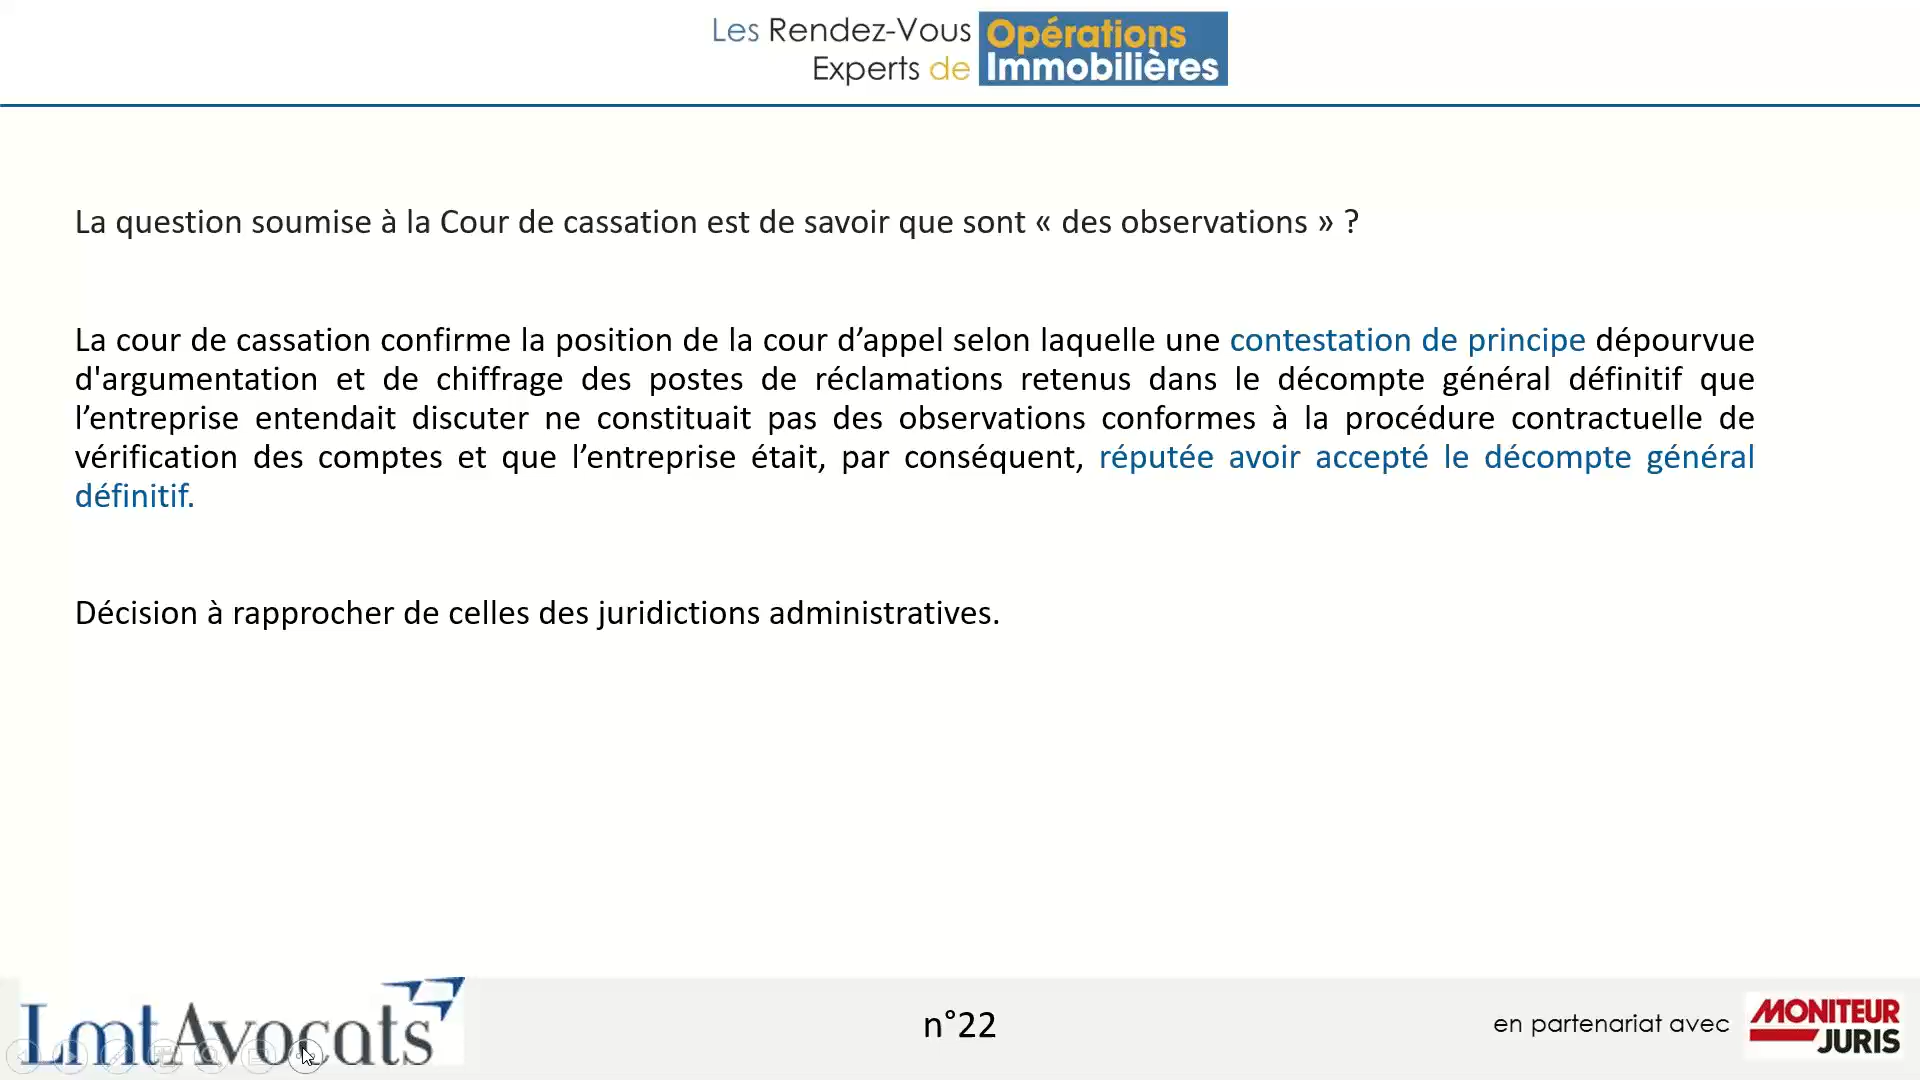 Les Rendez-Vous Opérations
Experts de Immobilières
La question soumise à la Cour de cassation est de savoir que sont « des observations » ?
La cour de cassation confirme la position de la cour d’appel selon laquelle une contestation de principe dépourvue
d'argumentation et de chiffrage des postes de réclamations retenus dans le décompte général définitif que
l’entreprise entendait discuter ne constituait pas des observations conformes à la procédure contractuelle de
vérification des comptes et que l’entreprise était, par conséquent, réputée avoir accepté le décompte général
définitif.
Décision à rapprocher de celles des juridictions administratives.
LmtAvocats
n°22
en partenariat avec
MONITEUR
JURIS